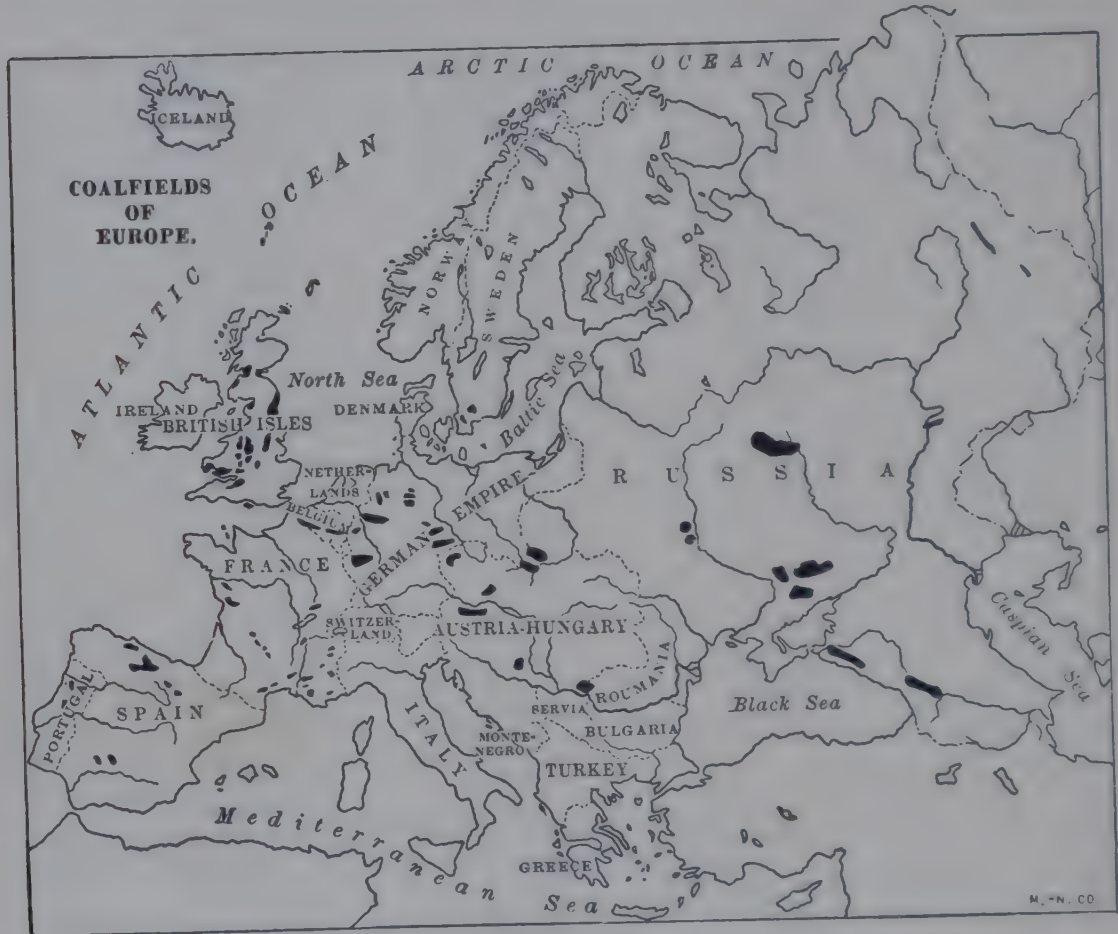 ARCTIC OCEAN
ICELAND
COALFIELDS
OF
EUROPE.
ATLANTIC OCEAN
NORWAY
SWEDEN
North Sea
Baltic Sea
IRELAND
BRITISH ISLES
DENMARK
NETHER-
LANDS
BELGIUM
GERMAN EMPIRE
RUSSIA
FRANCE
SWITZER-
LAND
AUSTRIA-HUNGARY
Caspian Sea
PORTUGAL
SPAIN
ITALY
SERVIA
ROUMANIA
Black Sea
MONTE-
NEGRO
BULGARIA
TURKEY
Mediterranean Sea
GREECE
M.-N. CO